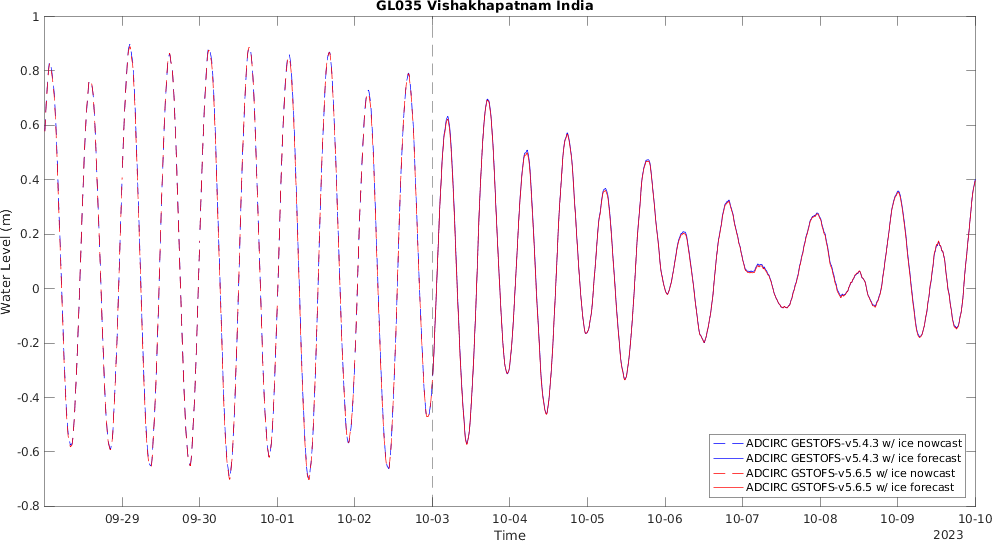 GL035 Vishakhapatnam India
1
0.8
0.6
0.4
0.2
0
-0.2
-0.4
-0.6
-0.8
Water Level (m)
ADCIRC GESTOFS-v5.4.3 w/ ice nowcast
ADCIRC GESTOFS-v5.4.3 w/ ice forecast
ADCIRC GSTOFS-v5.6.5 w/ ice nowcast
ADCIRC GSTOFS-v5.6.5 w/ ice forecast
09-29 09-30 10-01 10-02 10-03 10-04 10-05 10-06 10-07 10-08 10-09 10-10
Time
2023